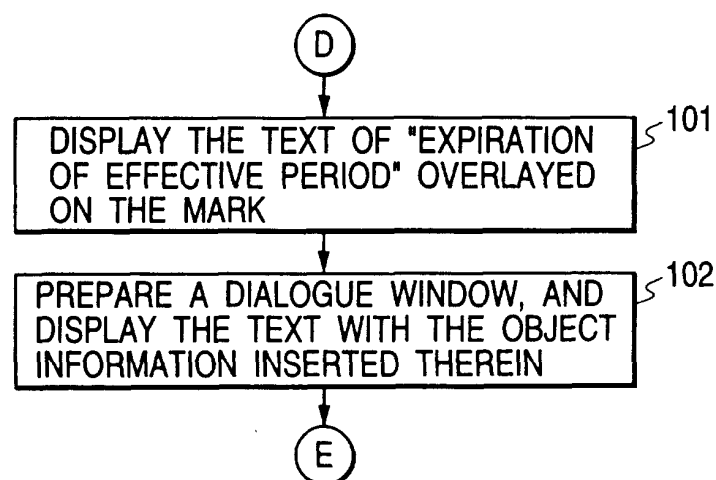 D
101
DISPLAY THE TEXT OF "EXPIRATION
OF EFFECTIVE PERIOD" OVERLAYED
ON THE MARK
102
PREPARE A DIALOGUE WINDOW, AND
DISPLAY THE TEXT WITH THE OBJECT
INFORMATION INSERTED THEREIN
E